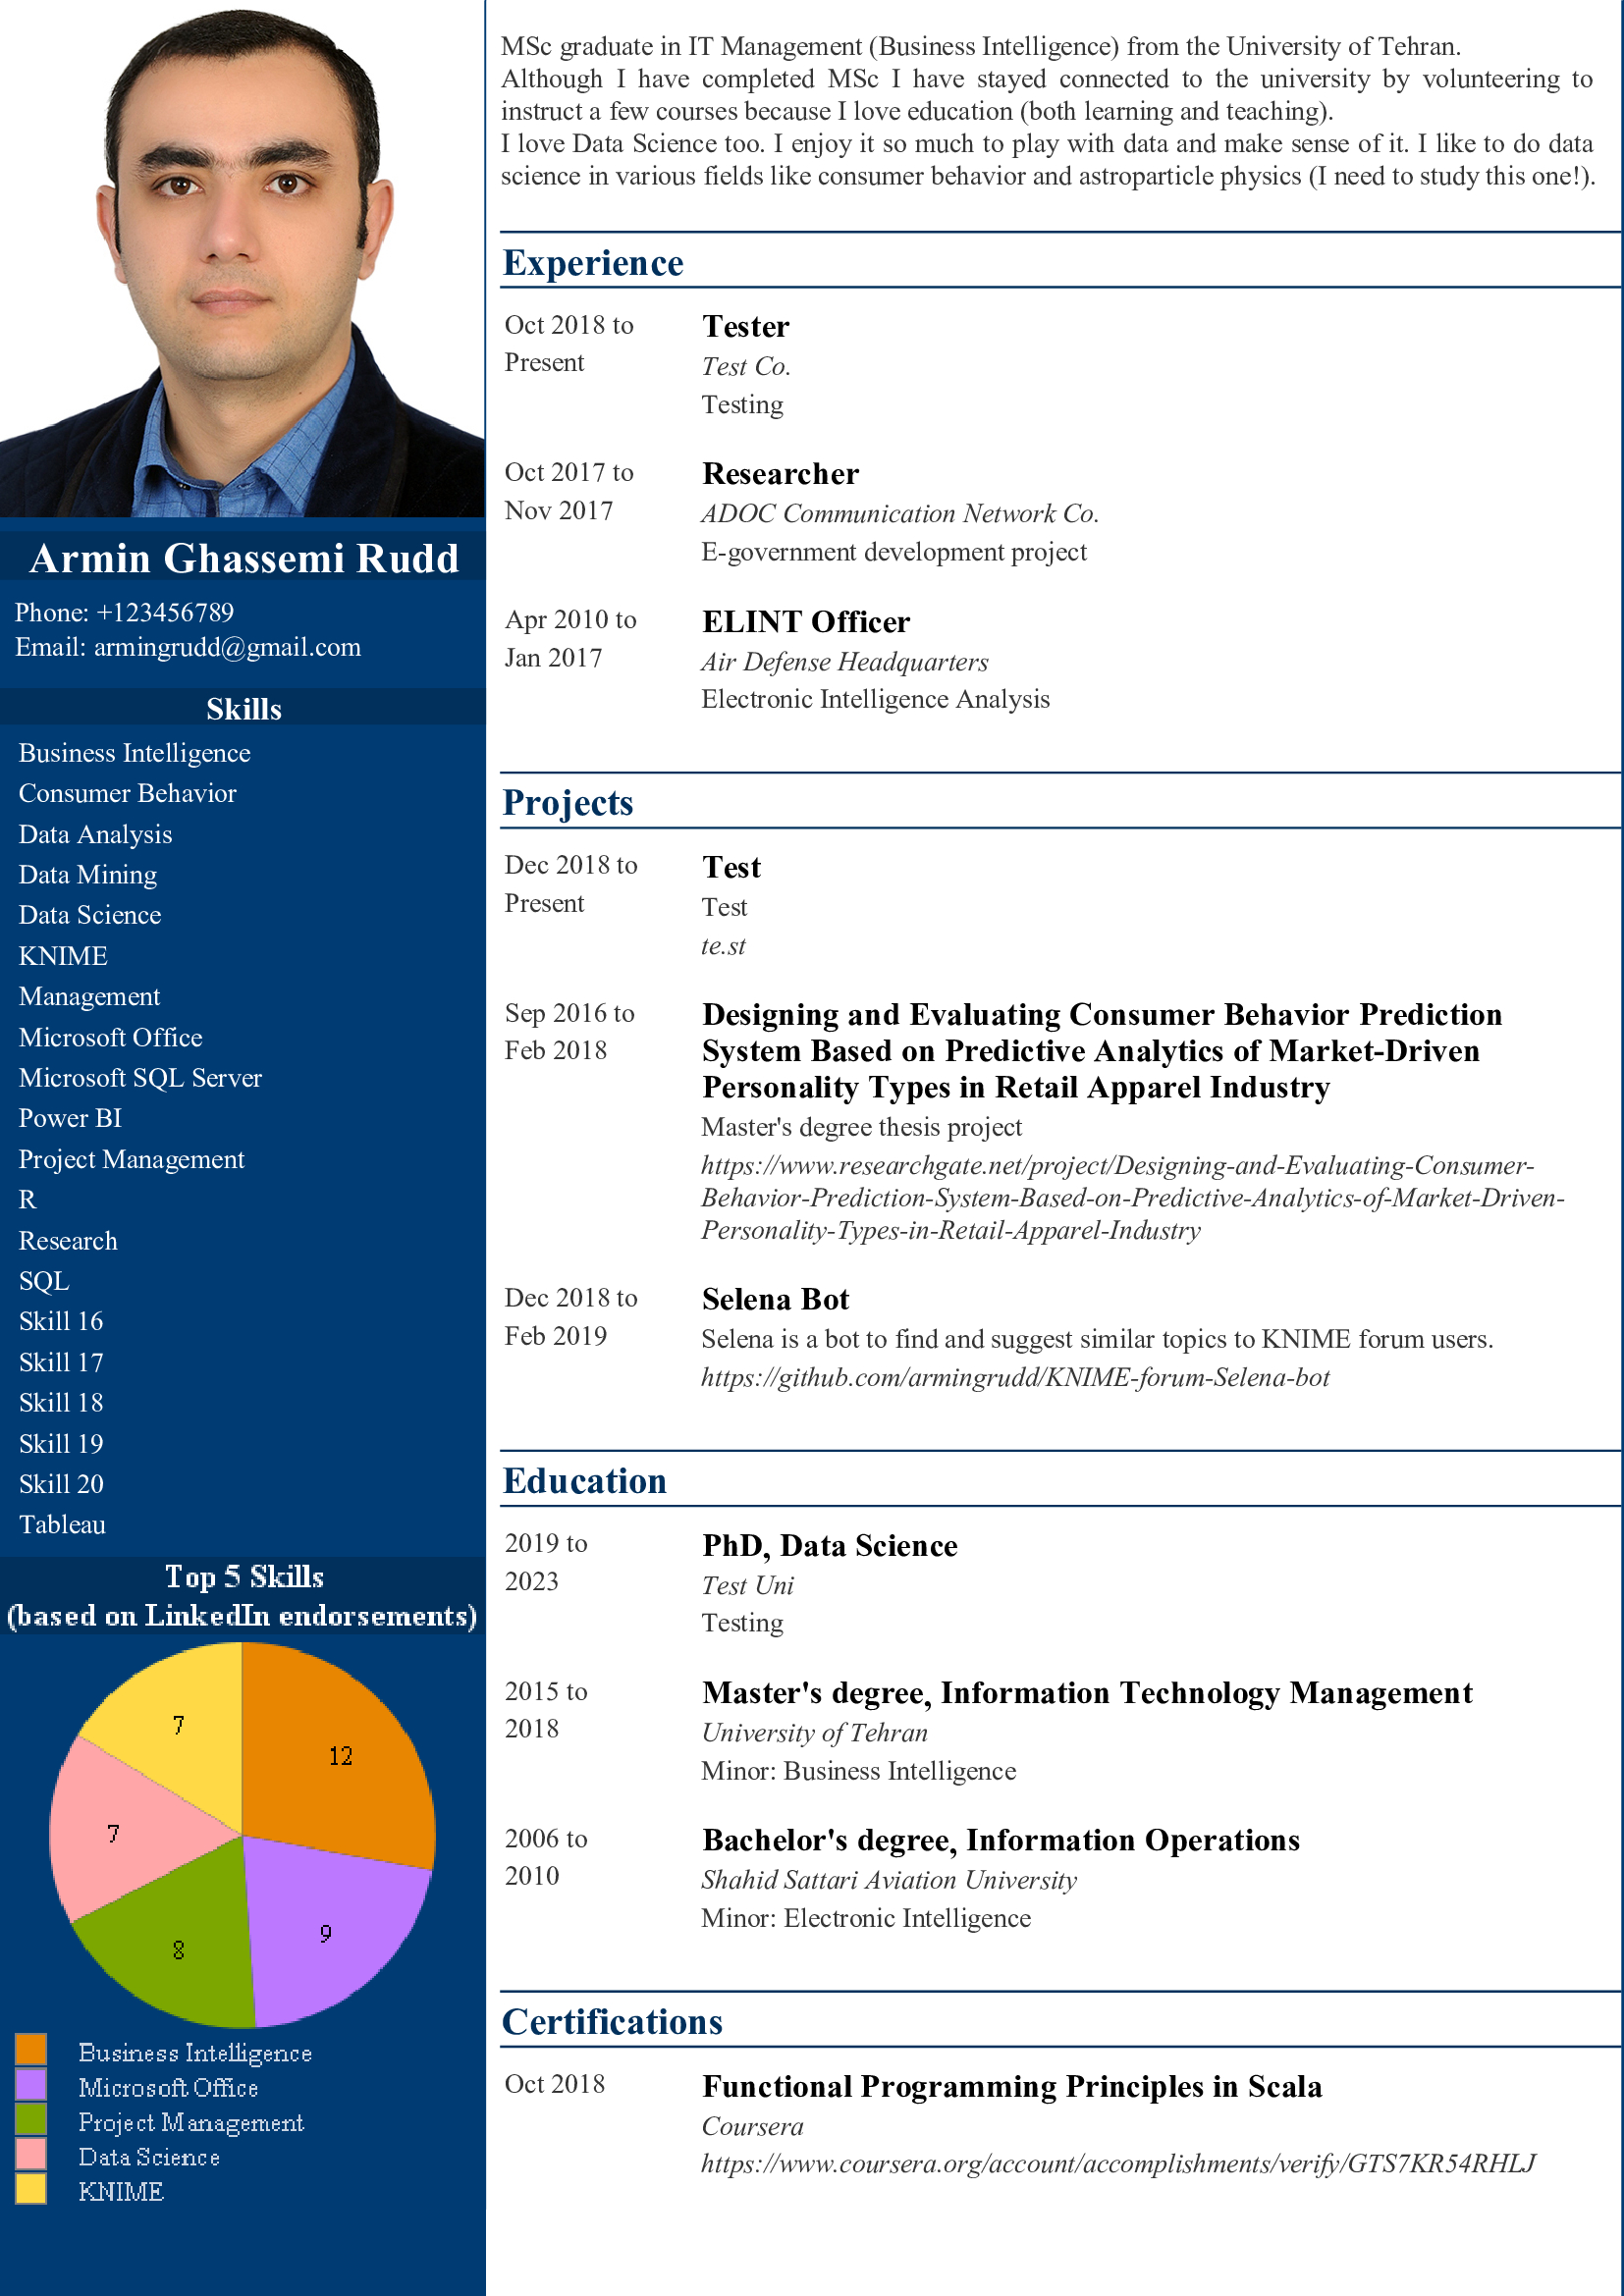 Armin Ghassemi Rudd
Phone: +123456789
Email: armingrudd@gmail.com
Skills
Business Intelligence
Consumer Behavior
Data Analysis
Data Mining
Data Science
KNIME
Management
Microsoft Office
Microsoft SQL Server
Power BI
Project Management
R
Research
SQL
Skill 16
Skill 17
Skill 18
Skill 19
Skill 20
Tableau
Top 5 Skills
(based on LinkedIn endorsements)
7
12
7
9
8
Business Intelligence
Microsoft Office
Project Management
Data Science
KNIME
MSc graduate in IT Management (Business Intelligence) from the University of Tehran.
Although I have completed MSc I have stayed connected to the university by volunteering to
instruct a few courses because I love education (both learning and teaching).
I love Data Science too. I enjoy it so much to play with data and make sense of it. I like to do data
science in various fields like consumer behavior and astroparticle physics (I need to study this one!).
Experience
Oct 2018 to
Present
Tester
Test Co.
Testing
Oct 2017 to
Nov 2017
Researcher
ADOC Communication Network Co.
E-government development project
Apr 2010 to
Jan 2017
ELINT Officer
Air Defense Headquarters
Electronic Intelligence Analysis
Projects
Dec 2018 to
Present
Test
Test
te.st
Sep 2016 to
Feb 2018
Designing and Evaluating Consumer Behavior Prediction
System Based on Predictive Analytics of Market-Driven
Personality Types in Retail Apparel Industry
Master's degree thesis project
https://www.researchgate.net/project/Designing-and-Evaluating-Consumer-
Behavior-Prediction-System-Based-on-Predictive-Analytics-of-Market-Driven-
Personality-Types-in-Retail-Apparel-Industry
Dec 2018 to
Feb 2019
Selena Bot
Selena is a bot to find and suggest similar topics to KNIME forum users.
https://github.com/armingrudd/KNIME-forum-Selena-bot
Education
2019 to
2023
PhD, Data Science
Test Uni
Testing
2015 to
2018
Master's degree, Information Technology Management
University of Tehran
Minor: Business Intelligence
2006 to
2010
Bachelor's degree, Information Operations
Shahid Sattari Aviation University
Minor: Electronic Intelligence
Certifications
Oct 2018
Functional Programming Principles in Scala
Coursera
https://www.coursera.org/account/accomplishments/verify/GTS7KR54RHLJ